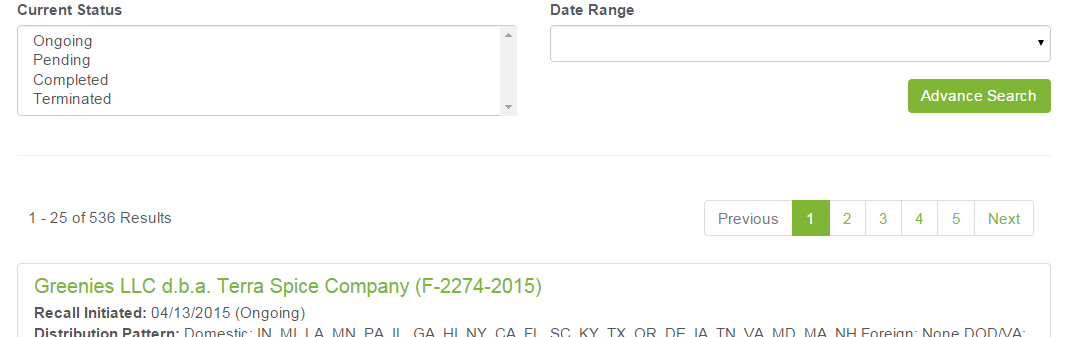 Current Status
Date Range
Ongoing
Pending
Completed
Terminated
Advance Search
1 - 25 of 536 Results
Previous 1 2 3 4 5 Next
Greenies LLC d.b.a. Terra Spice Company (F-2274-2015)
Recall Initiated: 04/13/2015 (Ongoing)
Distribution Pattern: Domestic: IN, MI, LA, MN, PA, IL, GA, HI, NY, CA, FL, SC, KY, TX, OR, DE, IA, TN, VA, MD, MA, NH Foreign: None DOD/VA: